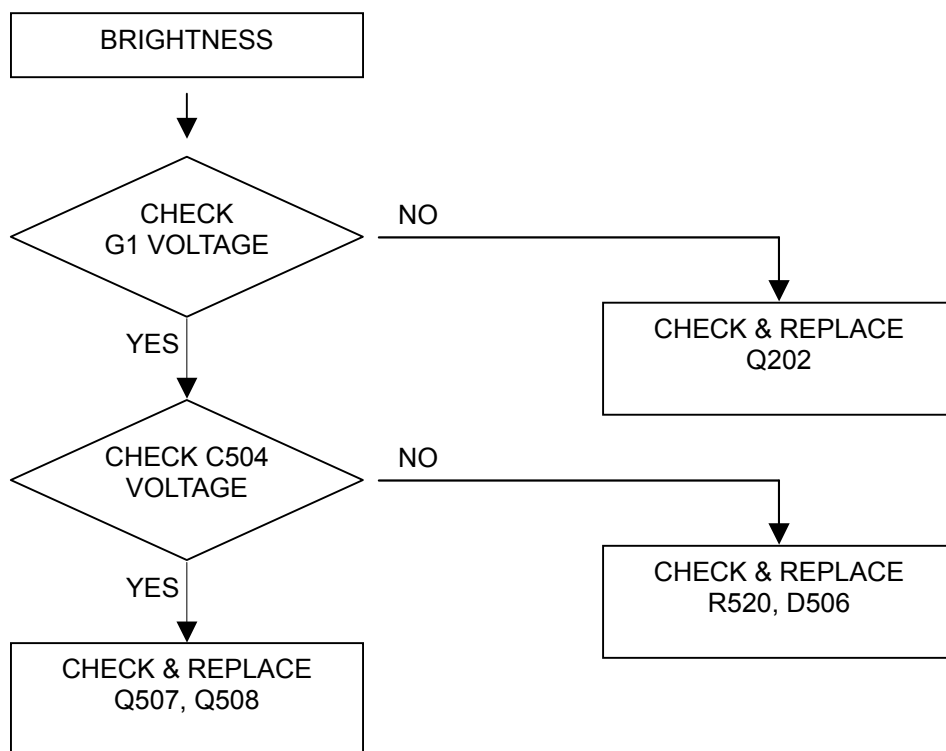 BRIGHTNESS
CHECK
G1 VOLTAGE
NO
CHECK & REPLACE
Q202
YES
CHECK C504
VOLTAGE
NO
CHECK & REPLACE
R520, D506
YES
CHECK & REPLACE
Q507, Q508